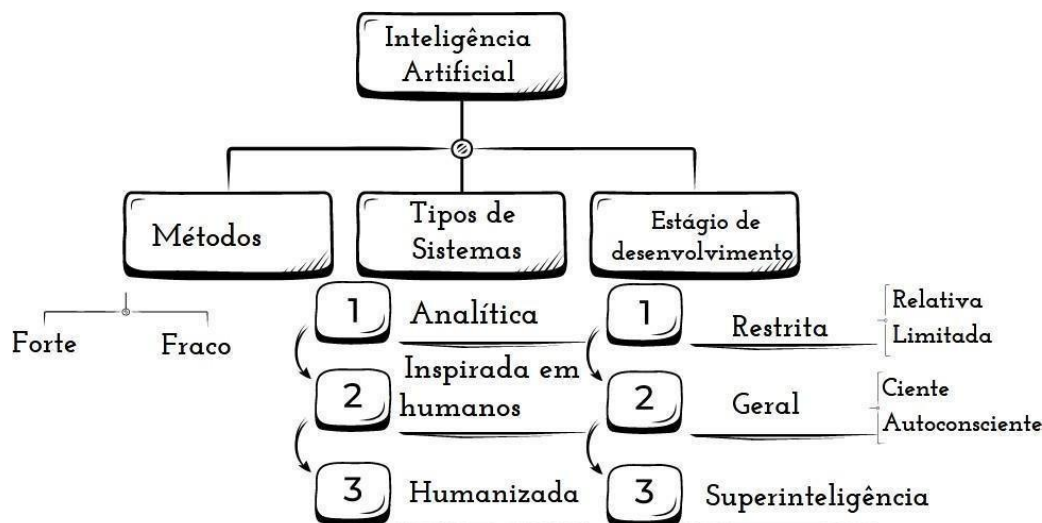 Inteligência
Artificial
Métodos
Tipos de
Sistemas
Estágio de
desenvolvimento
Forte
Fraco
1
Analítica
2
Inspirada em
humanos
3
Humanizada
1
Restrita
Relativa
Limitada
2
Geral
Ciente
Autoconsciente
3
Superinteligência